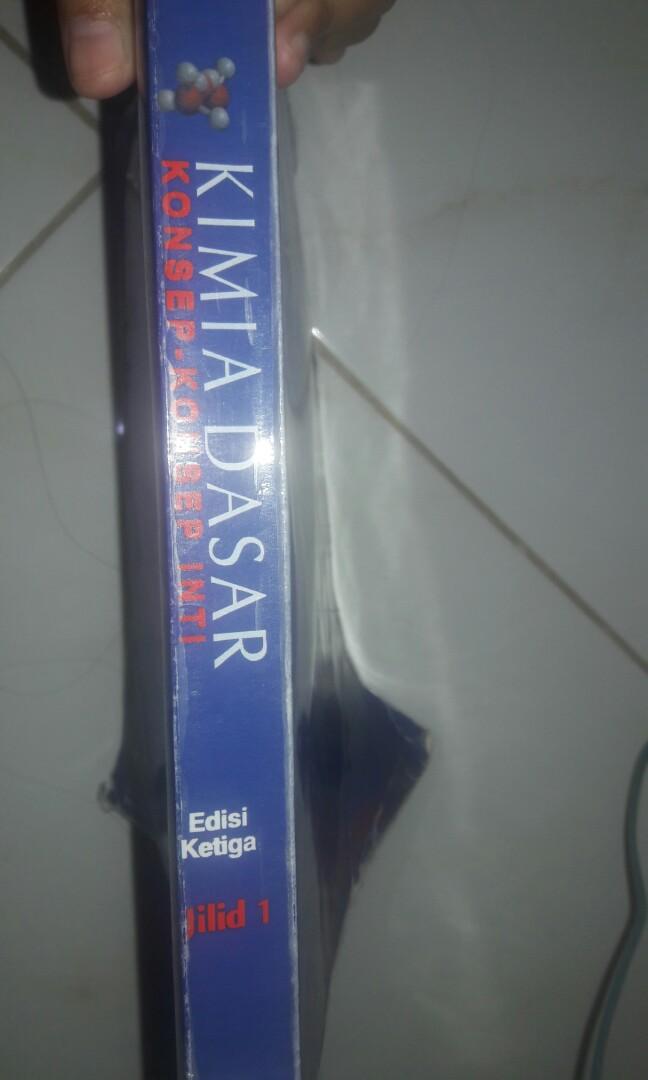 KIMIA DASAR
KONSEP-KONSEP INTI
Edisi
Ketiga
Jilid 1